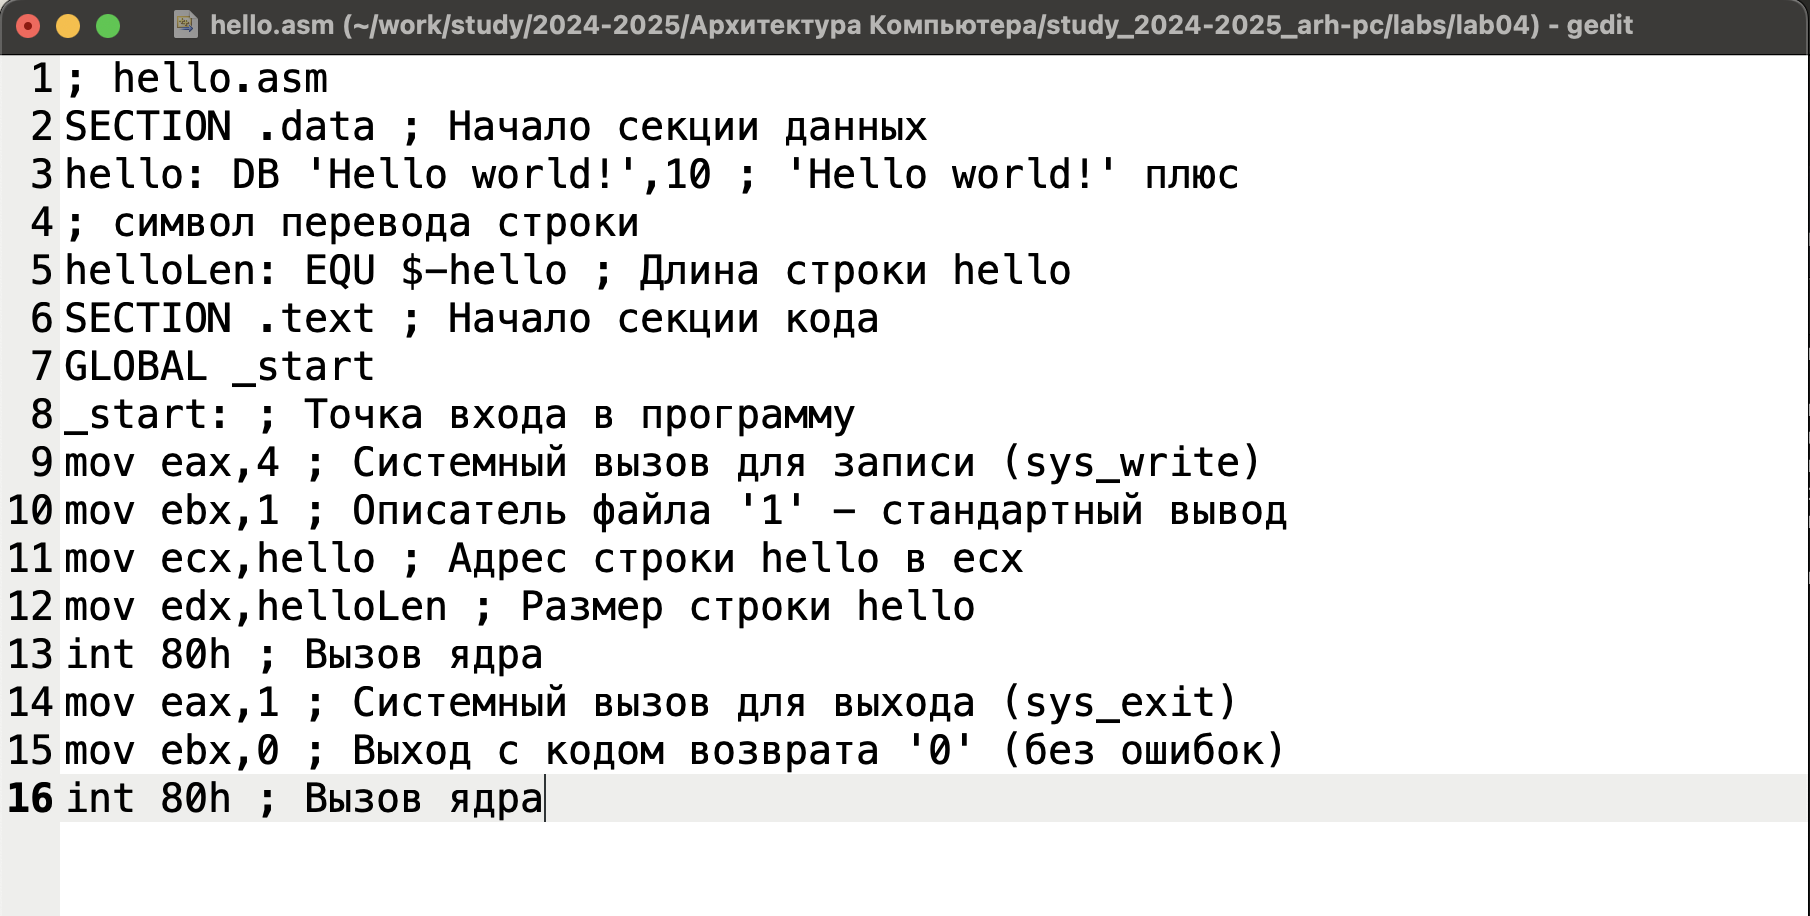 hello.asm (~/work/study/2024-2025/Архитектура Компьютера/study_2024-2025_arh-pc/labs/lab04) - gedit
1 ; hello.asm
2 SECTION .data ; Начало секции данных
3 hello: DB 'Hello world!',10 ; 'Hello world!' плюс
4 ; символ перевода строки
5 helloLen: EQU $-hello ; Длина строки hello
6 SECTION .text ; Начало секции кода
7 GLOBAL _start
8 _start: ; Точка входа в программу
9 mov eax,4 ; Системный вызов для записи (sys_write)
10 mov ebx,1 ; Описатель файла '1' - стандартный вывод
11 mov ecx,hello ; Адрес строки hello в ecx
12 mov edx,helloLen ; Размер строки hello
13 int 80h ; Вызов ядра
14 mov eax,1 ; Системный вызов для выхода (sys_exit)
15 mov ebx,0 ; Выход с кодом возврата '0' (без ошибок)
16 int 80h ; Вызов ядра